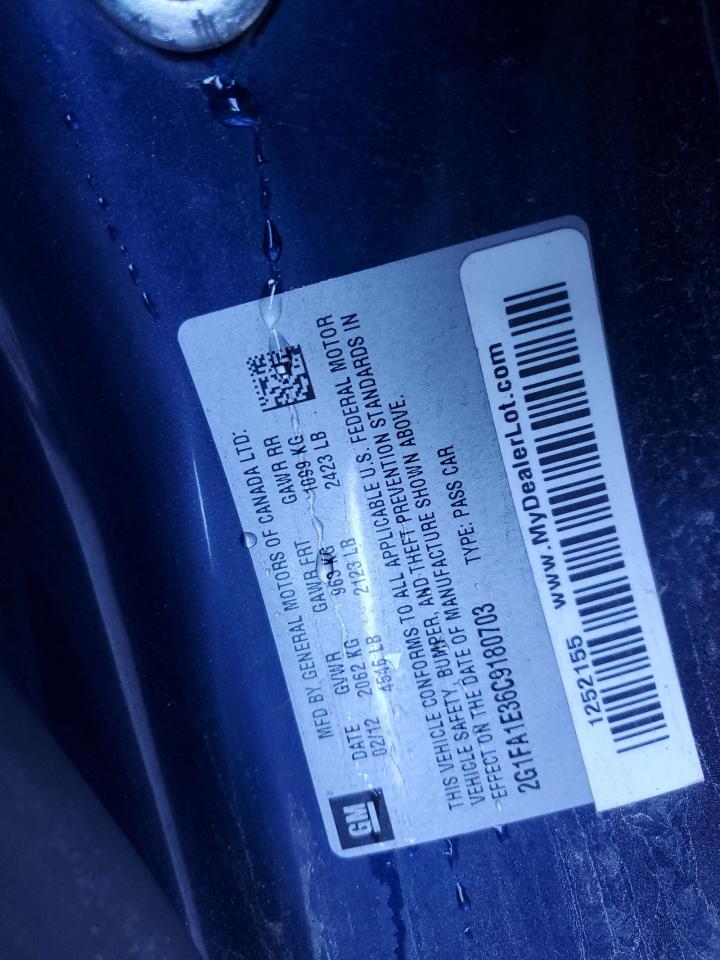 MFD BY GENERAL MOTORS OF CANADA LTD.
DATE GVWR GAWR FRT GAWR RR
02/12 2062 KG 963 KG 1099 KG
4546 LB 2123 LB 2423 LB
THIS VEHICLE CONFORMS TO ALL APPLICABLE U.S. FEDERAL MOTOR
VEHICLE SAFETY, BUMPER, AND THEFT PREVENTION STANDARDS IN
EFFECT ON THE DATE OF MANUFACTURE SHOWN ABOVE.
2G1FA1E36C9180703 TYPE: PASS CAR
GM
1252155 www.MyDealerLot.com